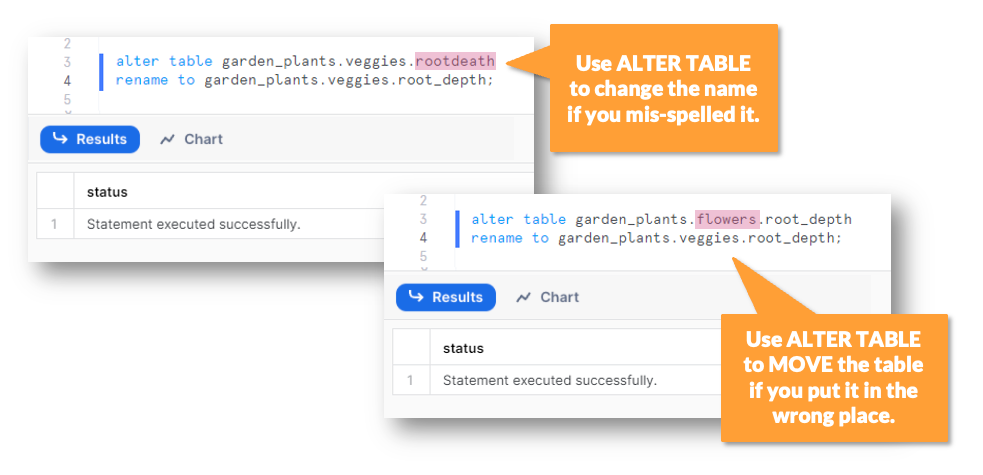 2
3 alter table garden_plants.veggies.rootdeath
4 rename to garden_plants.veggies.root_depth;
5
Use ALTER TABLE
to change the name
if you mis-spelled it.
Results Chart
status
1 Statement executed successfully.
2
3 alter table garden_plants.flowers.root_depth
4 rename to garden_plants.veggies.root_depth;
5
Results Chart
status
1 Statement executed successfully.
Use ALTER TABLE
to MOVE the table
if you put it in the
wrong place.